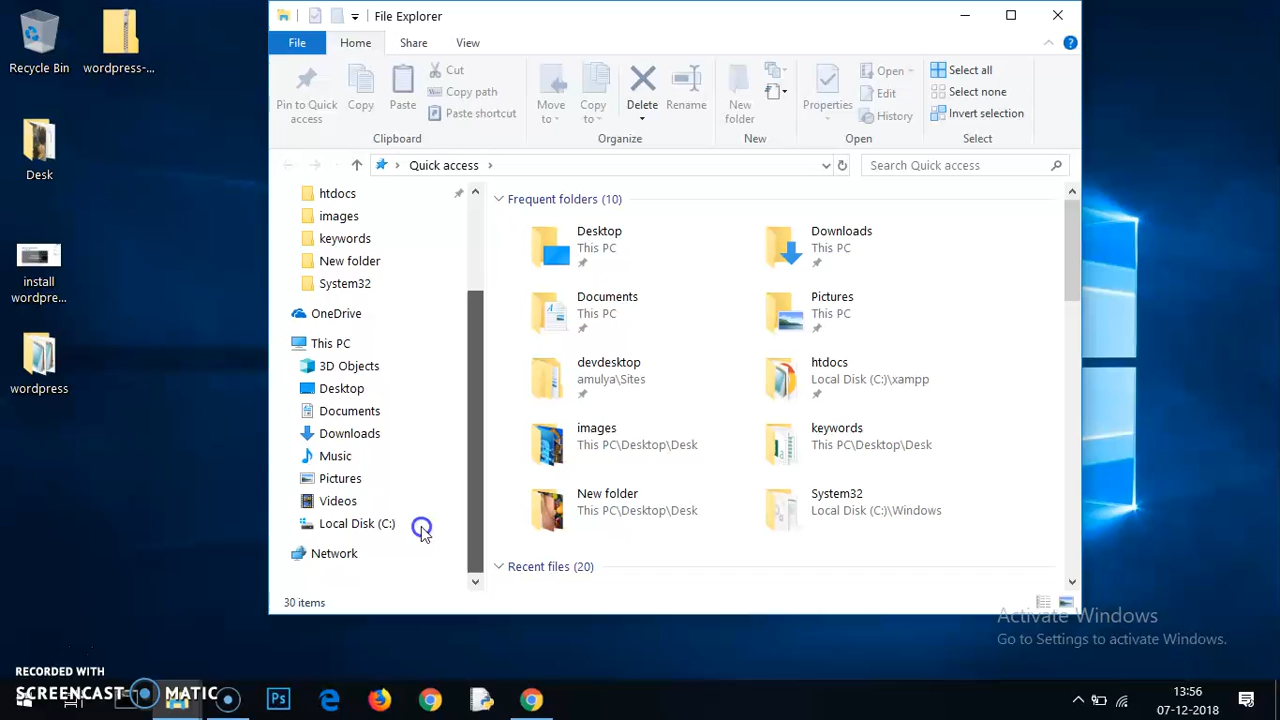 Recycle Bin
wordpress-...
Desk
install
wordpre...
wordpress
File Explorer
File
Home
Share
View
Pin to Quick
access
Copy
Paste
Cut
Copy path
Paste shortcut
Clipboard
Move
to
Copy
to
Delete
Rename
Organize
New
folder
New
Properties
Open
Edit
History
Open
Select all
Select none
Invert selection
Select
Quick access
Search Quick access
htdocs
images
keywords
New folder
System32
OneDrive
This PC
3D Objects
Desktop
Documents
Downloads
Music
Pictures
Videos
Local Disk (C:)
Network
Frequent folders (10)
Desktop
This PC
Downloads
This PC
Documents
This PC
Pictures
This PC
devdesktop
amulya\Sites
htdocs
Local Disk (C:)\xampp
images
This PC\Desktop\Desk
keywords
This PC\Desktop\Desk
New folder
This PC\Desktop\Desk
System32
Local Disk (C:)\Windows
Recent files (20)
30 items
Activate Windows
Go to Settings to activate Windows.
RECORDED WITH
SCREENCAST MATIC
Ps
13:56
07-12-2018